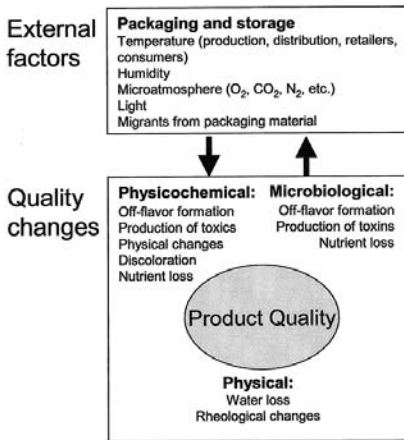 External
factors
Packaging and storage
Temperature (production, distribution, retailers,
consumers)
Humidity
Microatmosphere (O₂, CO₂, N₂, etc.)
Light
Migrants from packaging material
Quality
changes
Physicochemical:
Off-flavor formation
Production of toxics
Physical changes
Discoloration
Nutrient loss
Microbiological:
Off-flavor formation
Production of toxins
Nutrient loss
Product Quality
Physical:
Water loss
Rheological changes